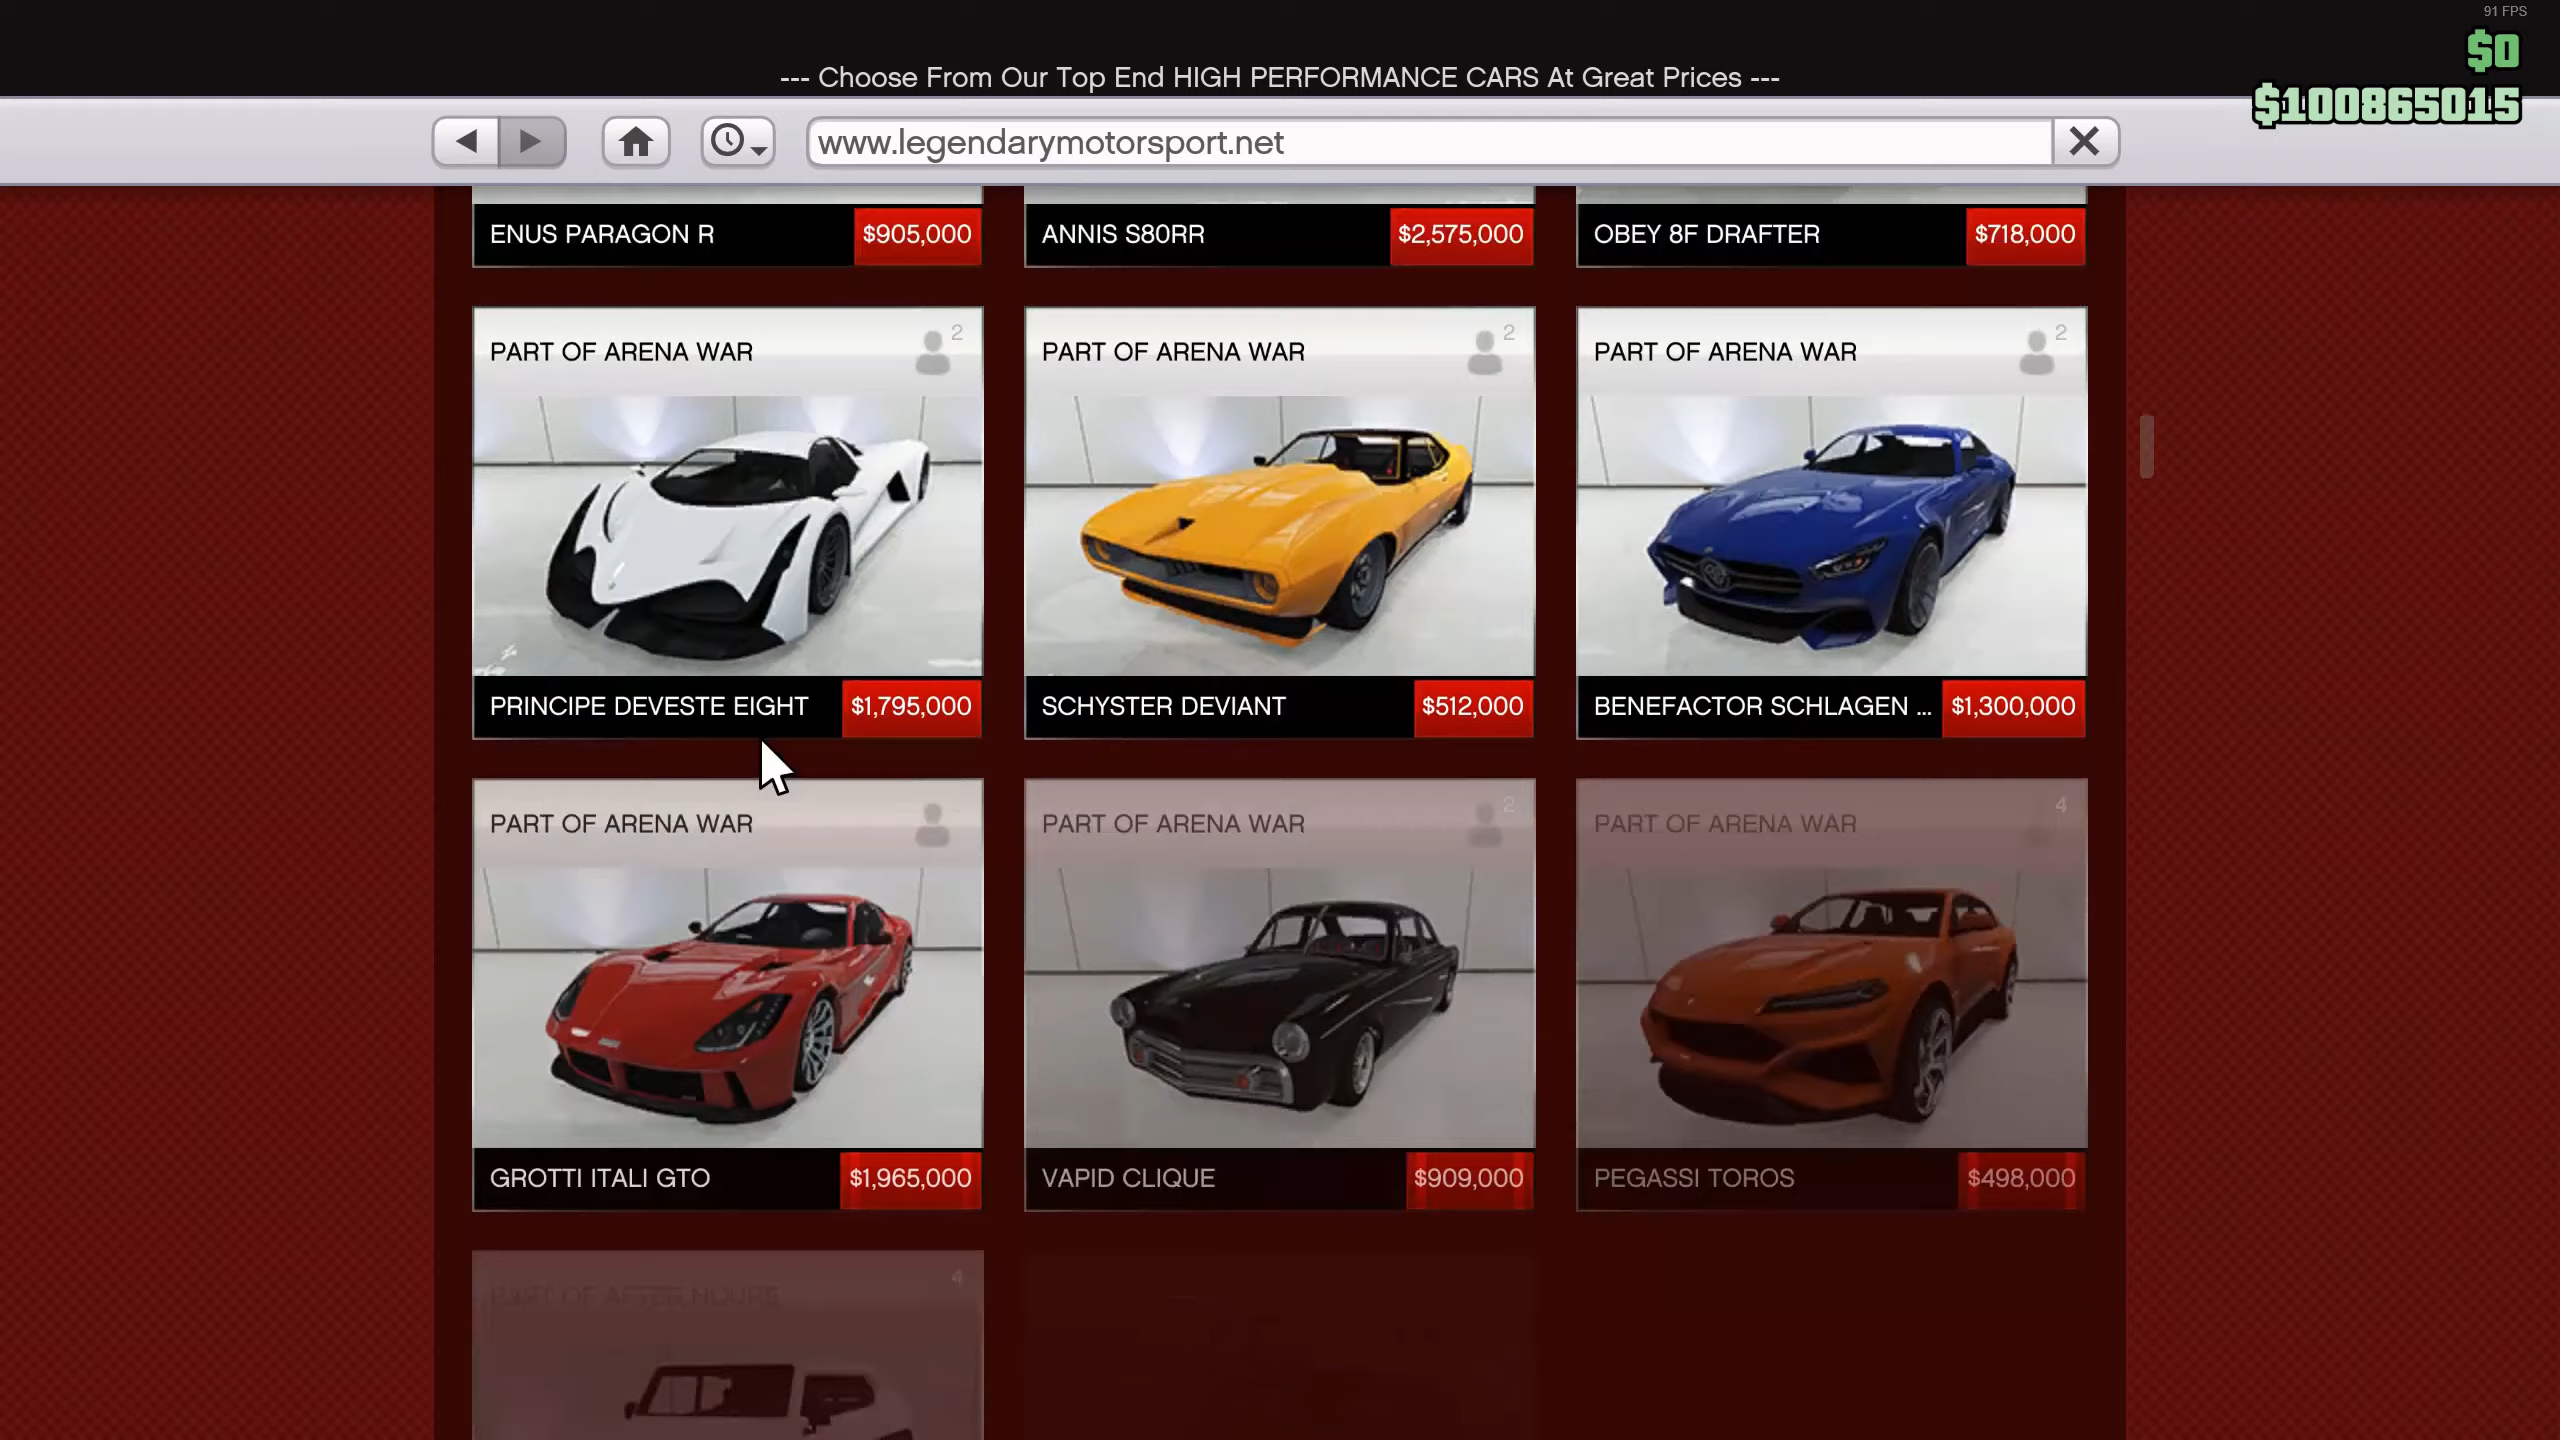 91 FPS
$0
--- Choose From Our Top End HIGH PERFORMANCE CARS At Great Prices ---
$100865015
www.legendarymotorsport.net
ENUS PARAGON R $905,000
ANNIS S80RR $2,575,000
OBEY 8F DRAFTER $718,000
PART OF ARENA WAR 2
PART OF ARENA WAR 2
PART OF ARENA WAR 2
PRINCIPE DEVESTE EIGHT $1,795,000
SCHYSTER DEVIANT $512,000
BENEFACTOR SCHLAGEN ... $1,300,000
PART OF ARENA WAR
PART OF ARENA WAR 2
PART OF ARENA WAR 4
GROTTI ITALI GTO $1,965,000
VAPID CLIQUE $909,000
PEGASSI TOROS $498,000
PART OF AFTER HOURS 4